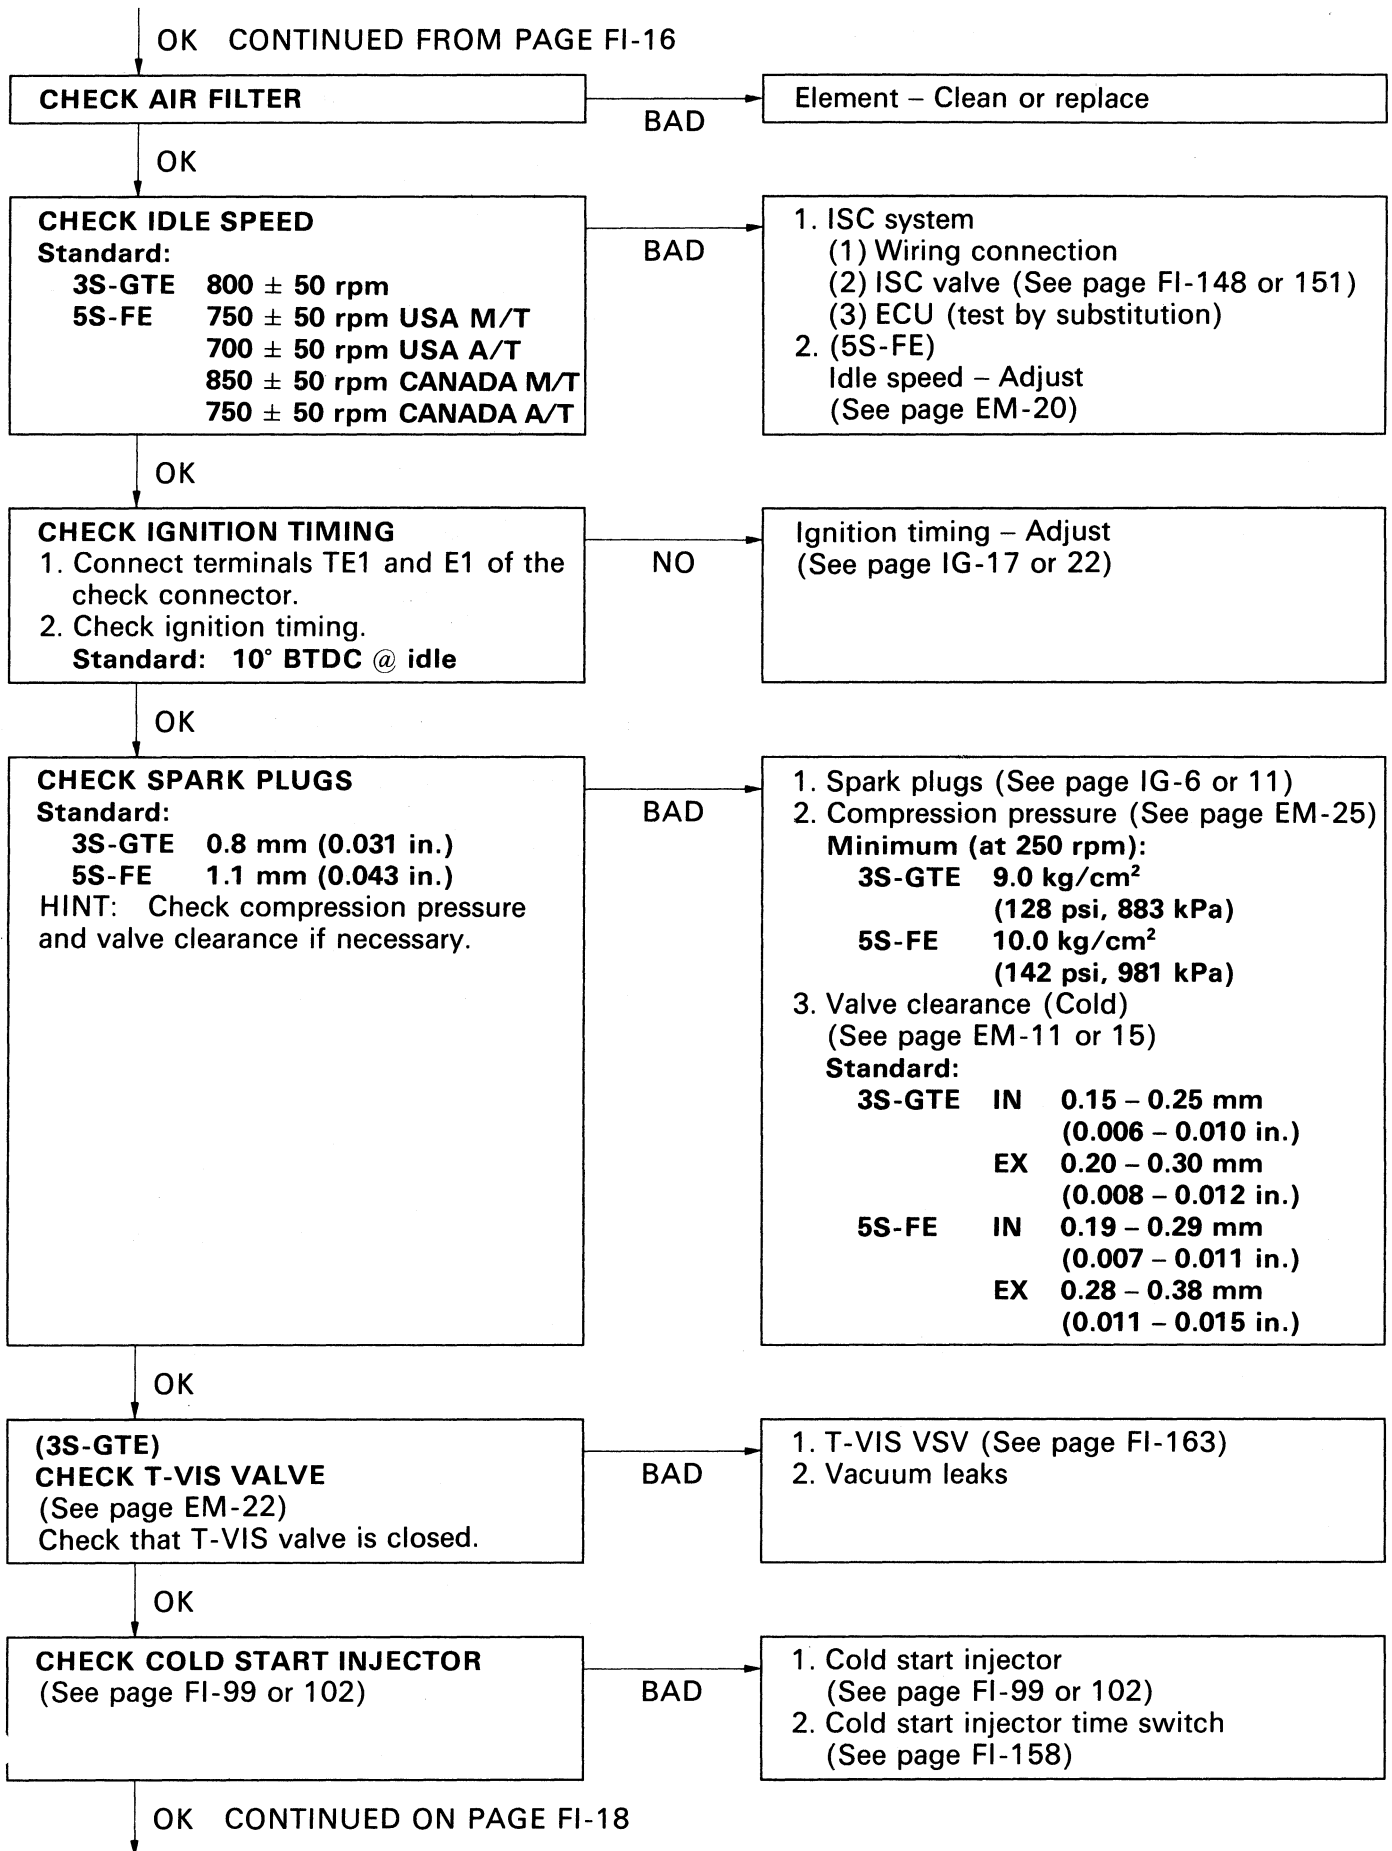 OK CONTINUED FROM PAGE FI-16
CHECK AIR FILTER
BAD
Element – Clean or replace
OK
CHECK IDLE SPEED
Standard:
3S-GTE 800 ± 50 rpm
5S-FE 750 ± 50 rpm USA M/T
700 ± 50 rpm USA A/T
850 ± 50 rpm CANADA M/T
750 ± 50 rpm CANADA A/T
BAD
1. ISC system
(1) Wiring connection
(2) ISC valve (See page FI-148 or 151)
(3) ECU (test by substitution)
2. (5S-FE)
Idle speed – Adjust
(See page EM-20)
OK
CHECK IGNITION TIMING
1. Connect terminals TE1 and E1 of the
check connector.
2. Check ignition timing.
Standard: 10° BTDC @ idle
NO
Ignition timing – Adjust
(See page IG-17 or 22)
OK
CHECK SPARK PLUGS
Standard:
3S-GTE 0.8 mm (0.031 in.)
5S-FE 1.1 mm (0.043 in.)
HINT: Check compression pressure
and valve clearance if necessary.
BAD
1. Spark plugs (See page IG-6 or 11)
2. Compression pressure (See page EM-25)
Minimum (at 250 rpm):
3S-GTE 9.0 kg/cm²
(128 psi, 883 kPa)
5S-FE 10.0 kg/cm²
(142 psi, 981 kPa)
3. Valve clearance (Cold)
(See page EM-11 or 15)
Standard:
3S-GTE IN 0.15 – 0.25 mm
(0.006 – 0.010 in.)
EX 0.20 – 0.30 mm
(0.008 – 0.012 in.)
5S-FE IN 0.19 – 0.29 mm
(0.007 – 0.011 in.)
EX 0.28 – 0.38 mm
(0.011 – 0.015 in.)
OK
(3S-GTE)
CHECK T-VIS VALVE
(See page EM-22)
Check that T-VIS valve is closed.
BAD
1. T-VIS VSV (See page FI-163)
2. Vacuum leaks
OK
CHECK COLD START INJECTOR
(See page FI-99 or 102)
BAD
1. Cold start injector
(See page FI-99 or 102)
2. Cold start injector time switch
(See page FI-158)
OK CONTINUED ON PAGE FI-18